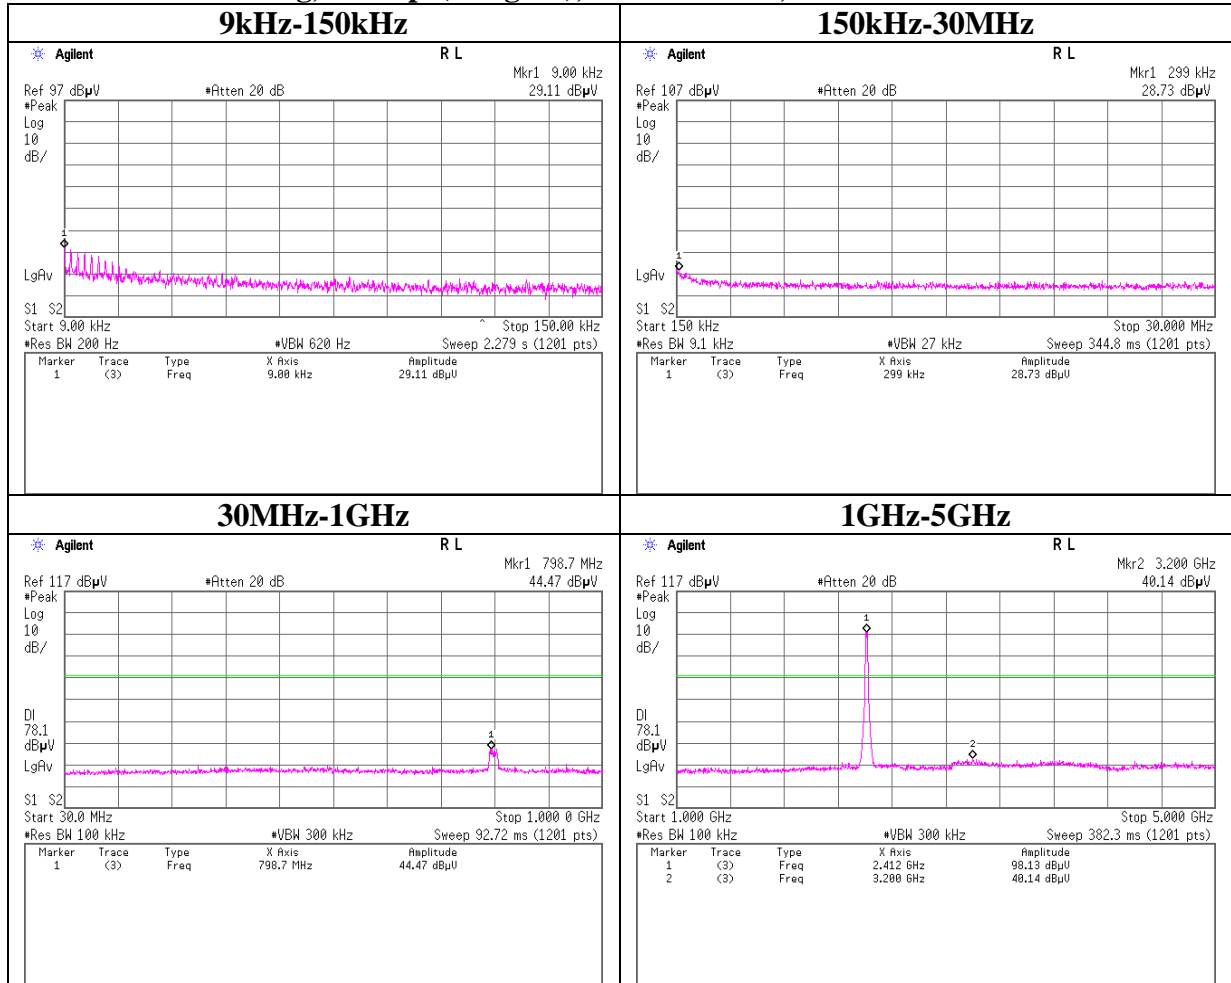 9kHz-150kHz
Agilent R L
Mkr1 9.00 kHz
Ref 97 dBµV #Atten 20 dB 29.11 dBµV
#Peak
Log
10
dB/
1
LgAv
S1 S2
Start 9.00 kHz ^ Stop 150.00 kHz
#Res BW 200 Hz #VBW 620 Hz Sweep 2.279 s (1201 pts)
Marker Trace Type X Axis Amplitude
1 (3) Freq 9.00 kHz 29.11 dBµV
150kHz-30MHz
Agilent R L
Mkr1 299 kHz
Ref 107 dBµV #Atten 20 dB 28.73 dBµV
#Peak
Log
10
dB/
1
LgAv
S1 S2
Start 150 kHz Stop 30.000 MHz
#Res BW 9.1 kHz #VBW 27 kHz Sweep 344.8 ms (1201 pts)
Marker Trace Type X Axis Amplitude
1 (3) Freq 299 kHz 28.73 dBµV
30MHz-1GHz
Agilent R L
Mkr1 798.7 MHz
Ref 117 dBµV #Atten 20 dB 44.47 dBµV
#Peak
Log
10
dB/
DI
78.1
dBµV
1
LgAv
S1 S2
Start 30.0 MHz Stop 1.000 0 GHz
#Res BW 100 kHz #VBW 300 kHz Sweep 92.72 ms (1201 pts)
Marker Trace Type X Axis Amplitude
1 (3) Freq 798.7 MHz 44.47 dBµV
1GHz-5GHz
Agilent R L
Mkr2 3.200 GHz
Ref 117 dBµV #Atten 20 dB 40.14 dBµV
#Peak
Log
1
10
dB/
DI
78.1
dBµV
2
LgAv
S1 S2
Start 1.000 GHz Stop 5.000 GHz
#Res BW 100 kHz #VBW 300 kHz Sweep 382.3 ms (1201 pts)
Marker Trace Type X Axis Amplitude
1 (3) Freq 2.412 GHz 98.13 dBµV
2 (3) Freq 3.200 GHz 40.14 dBµV